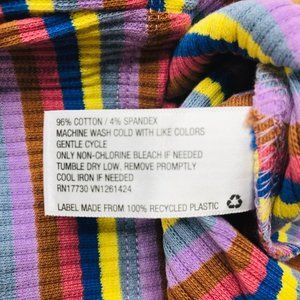 96% COTTON / 4% SPANDEX
MACHINE WASH COLD WITH LIKE COLORS
GENTLE CYCLE
ONLY NON-CHLORINE BLEACH IF NEEDED
TUMBLE DRY LOW, REMOVE PROMPTLY
COOL IRON IF NEEDED
RN17730 VN1261424
LABEL MADE FROM 100% RECYCLED PLASTIC